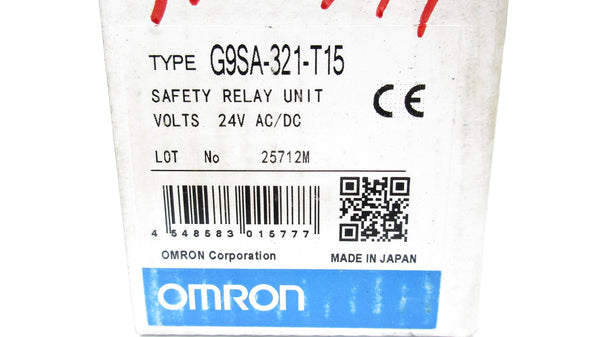 TYPE G9SA-321-T15
SAFETY RELAY UNIT
VOLTS 24V AC/DC
CE
LOT No 25712M
4 548583 015777
OMRON Corporation
MADE IN JAPAN
OMRON